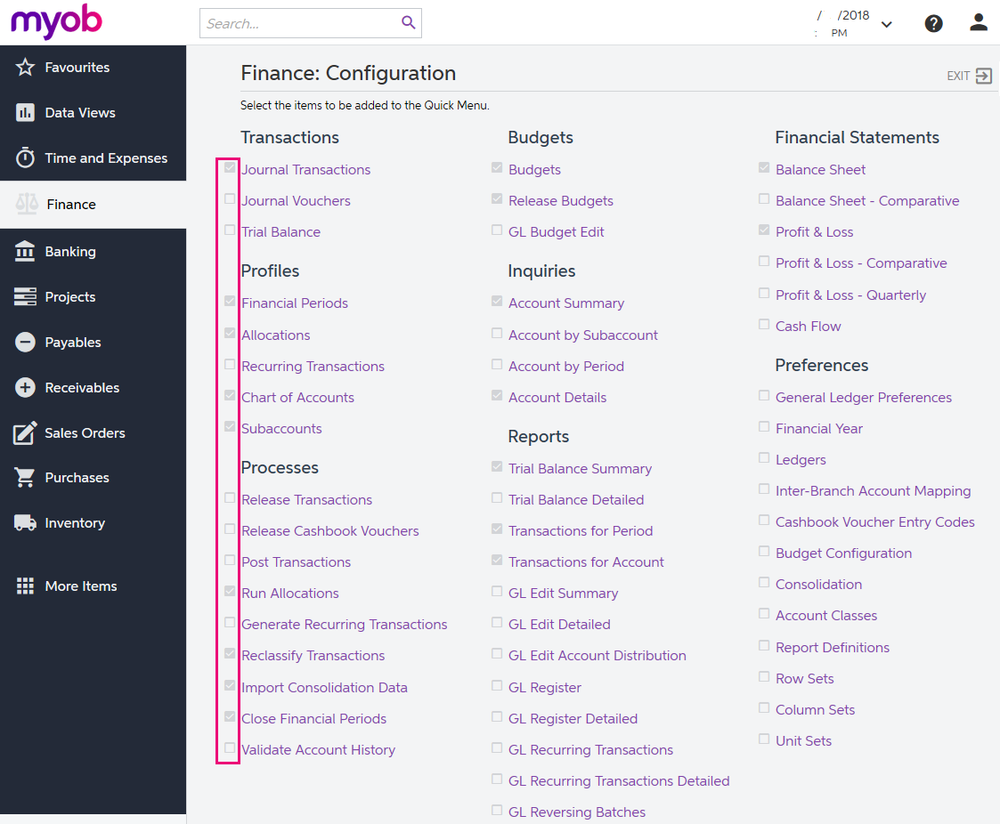 myob
Search...
/ /2018
: PM
Favourites
Data Views
Time and Expenses
Finance
Banking
Projects
Payables
Receivables
Sales Orders
Purchases
Inventory
More Items
Finance: Configuration
EXIT
Select the items to be added to the Quick Menu.
Transactions
Journal Transactions
Journal Vouchers
Trial Balance
Profiles
Financial Periods
Allocations
Recurring Transactions
Chart of Accounts
Subaccounts
Processes
Release Transactions
Release Cashbook Vouchers
Post Transactions
Run Allocations
Generate Recurring Transactions
Reclassify Transactions
Import Consolidation Data
Close Financial Periods
Validate Account History
Budgets
Budgets
Release Budgets
GL Budget Edit
Inquiries
Account Summary
Account by Subaccount
Account by Period
Account Details
Reports
Trial Balance Summary
Trial Balance Detailed
Transactions for Period
Transactions for Account
GL Edit Summary
GL Edit Detailed
GL Edit Account Distribution
GL Register
GL Register Detailed
GL Recurring Transactions
GL Recurring Transactions Detailed
GL Reversing Batches
Financial Statements
Balance Sheet
Balance Sheet - Comparative
Profit & Loss
Profit & Loss - Comparative
Profit & Loss - Quarterly
Cash Flow
Preferences
General Ledger Preferences
Financial Year
Ledgers
Inter-Branch Account Mapping
Cashbook Voucher Entry Codes
Budget Configuration
Consolidation
Account Classes
Report Definitions
Row Sets
Column Sets
Unit Sets